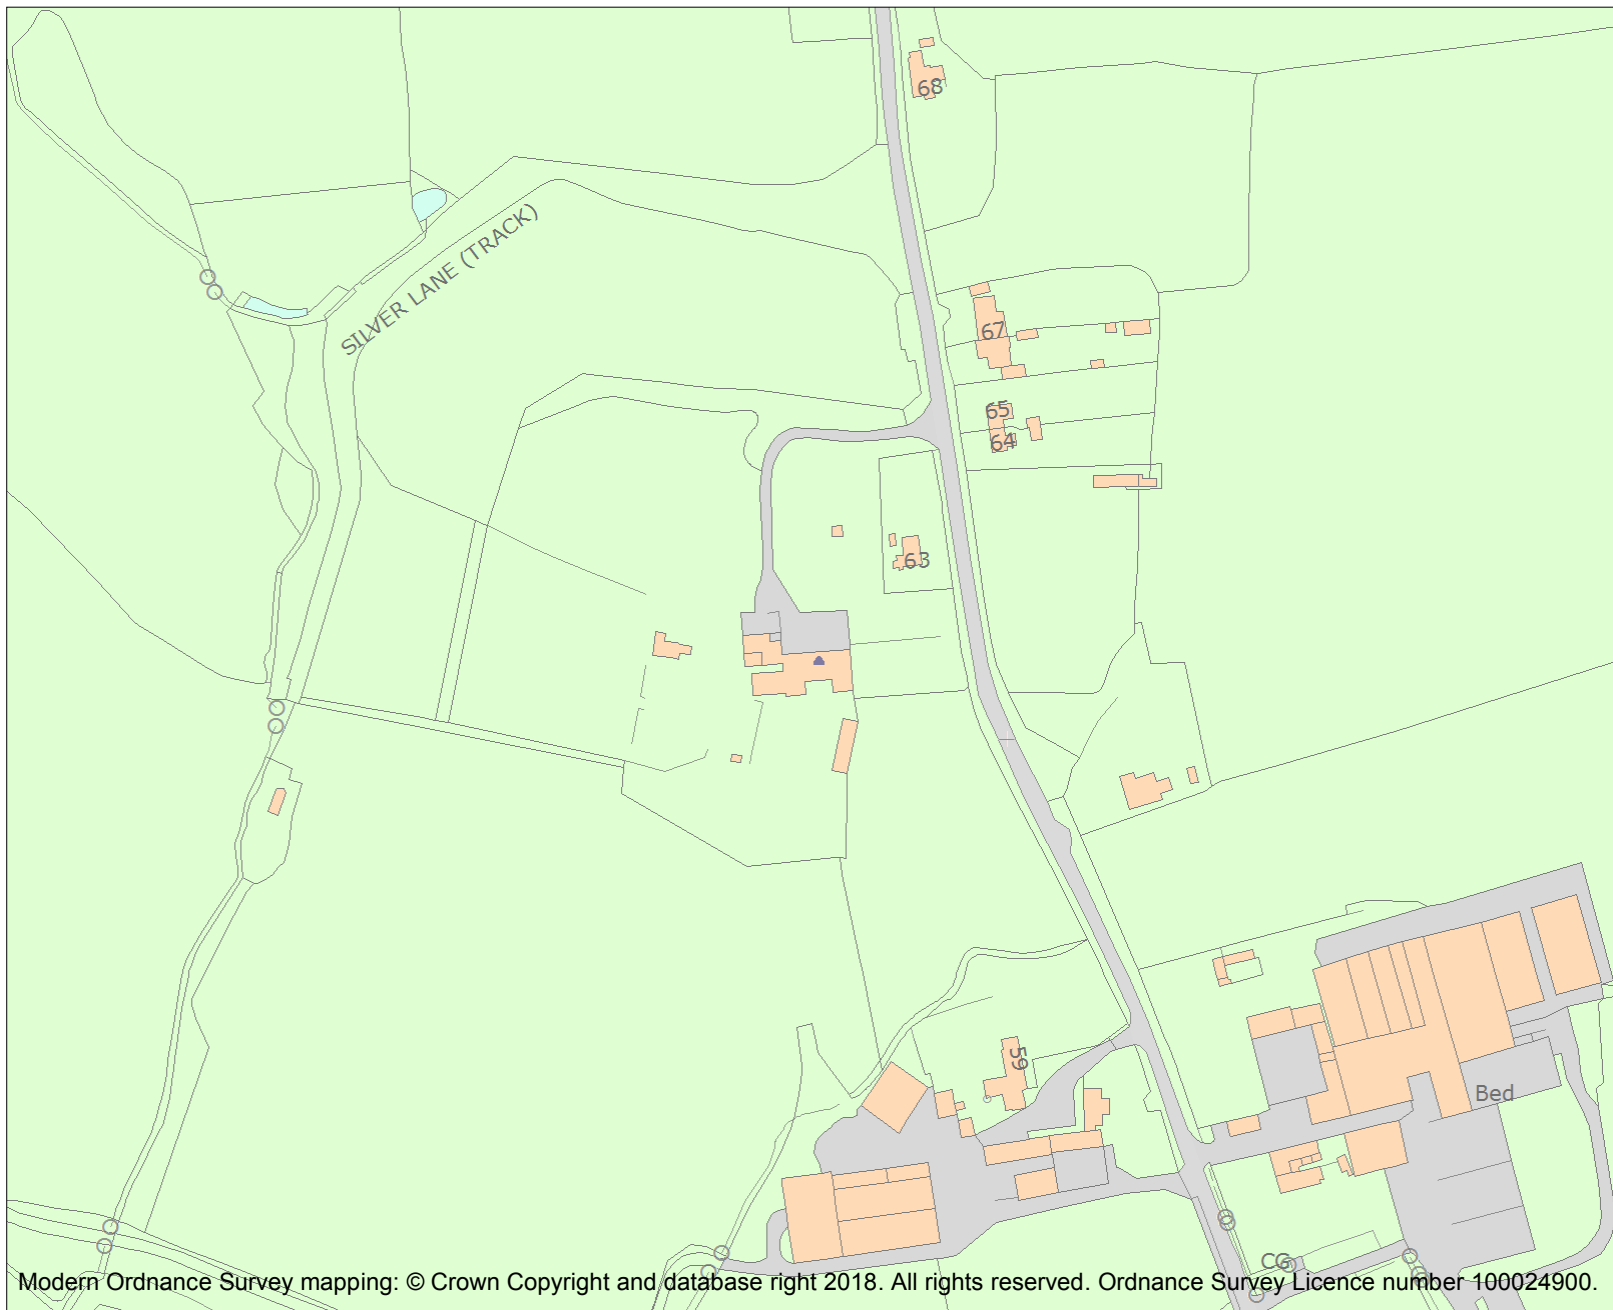 68
SILVER LANE (TRACK)
67
65
64
63
59
Bed
CG
Modern Ordnance Survey mapping: © Crown Copyright and database right 2018. All rights reserved. Ordnance Survey Licence number 100024900.